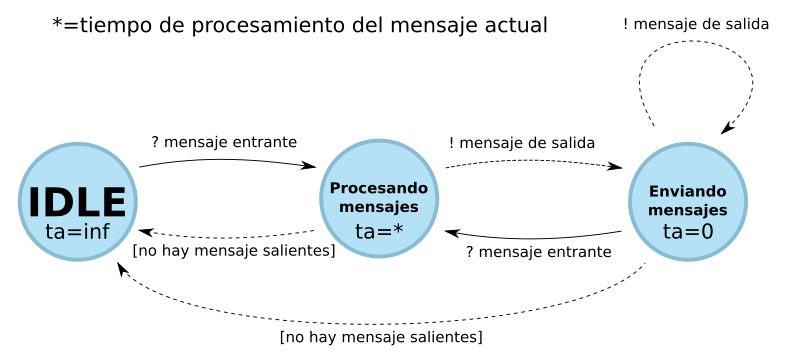 *=tiempo de procesamiento del mensaje actual
! mensaje de salida
? mensaje entrante
! mensaje de salida
IDLE
ta=inf
Procesando
mensajes
ta=*
Enviando
mensajes
ta=0
[no hay mensaje salientes]
? mensaje entrante
[no hay mensaje salientes]